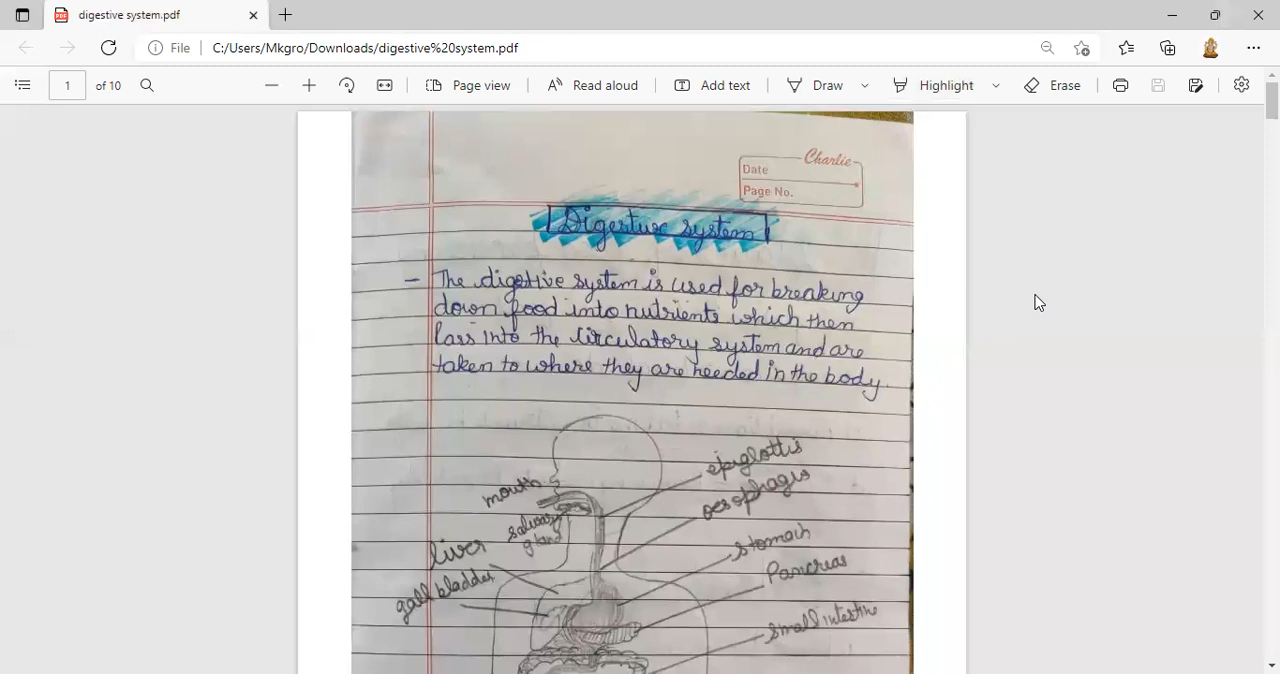 digestive system.pdf
File
C:/Users/Mkgro/Downloads/digestive%20system.pdf
1 of 10
Page view
Read aloud
Add text
Draw
Highlight
Erase
Charlie
Date
Page No.
Digestive system
- The digestive system is used for breaking
down food into nutrients which then
Pass into the circulatory system and are
taken to where they are needed in the body.
epiglottis
mouth
oesophagus
salivary
gland
stomach
liver
Pancreas
gall bladder
small intestine